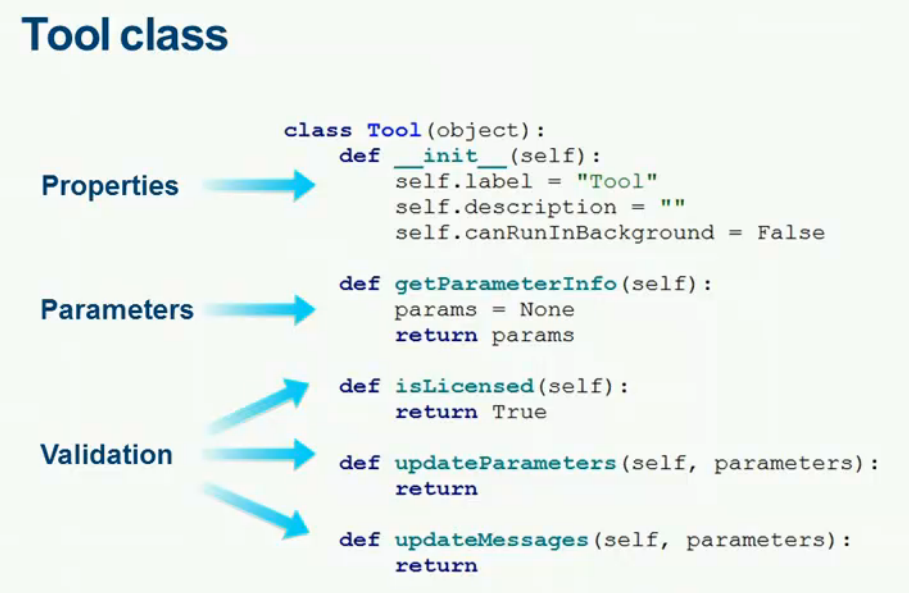 Tool class
class Tool(object):
def __init__(self):
Properties
self.label = "Tool"
self.description = ""
self.canRunInBackground = False
def getParameterInfo(self):
Parameters
params = None
return params
def isLicensed(self):
return True
Validation
def updateParameters(self, parameters):
return
def updateMessages(self, parameters):
return